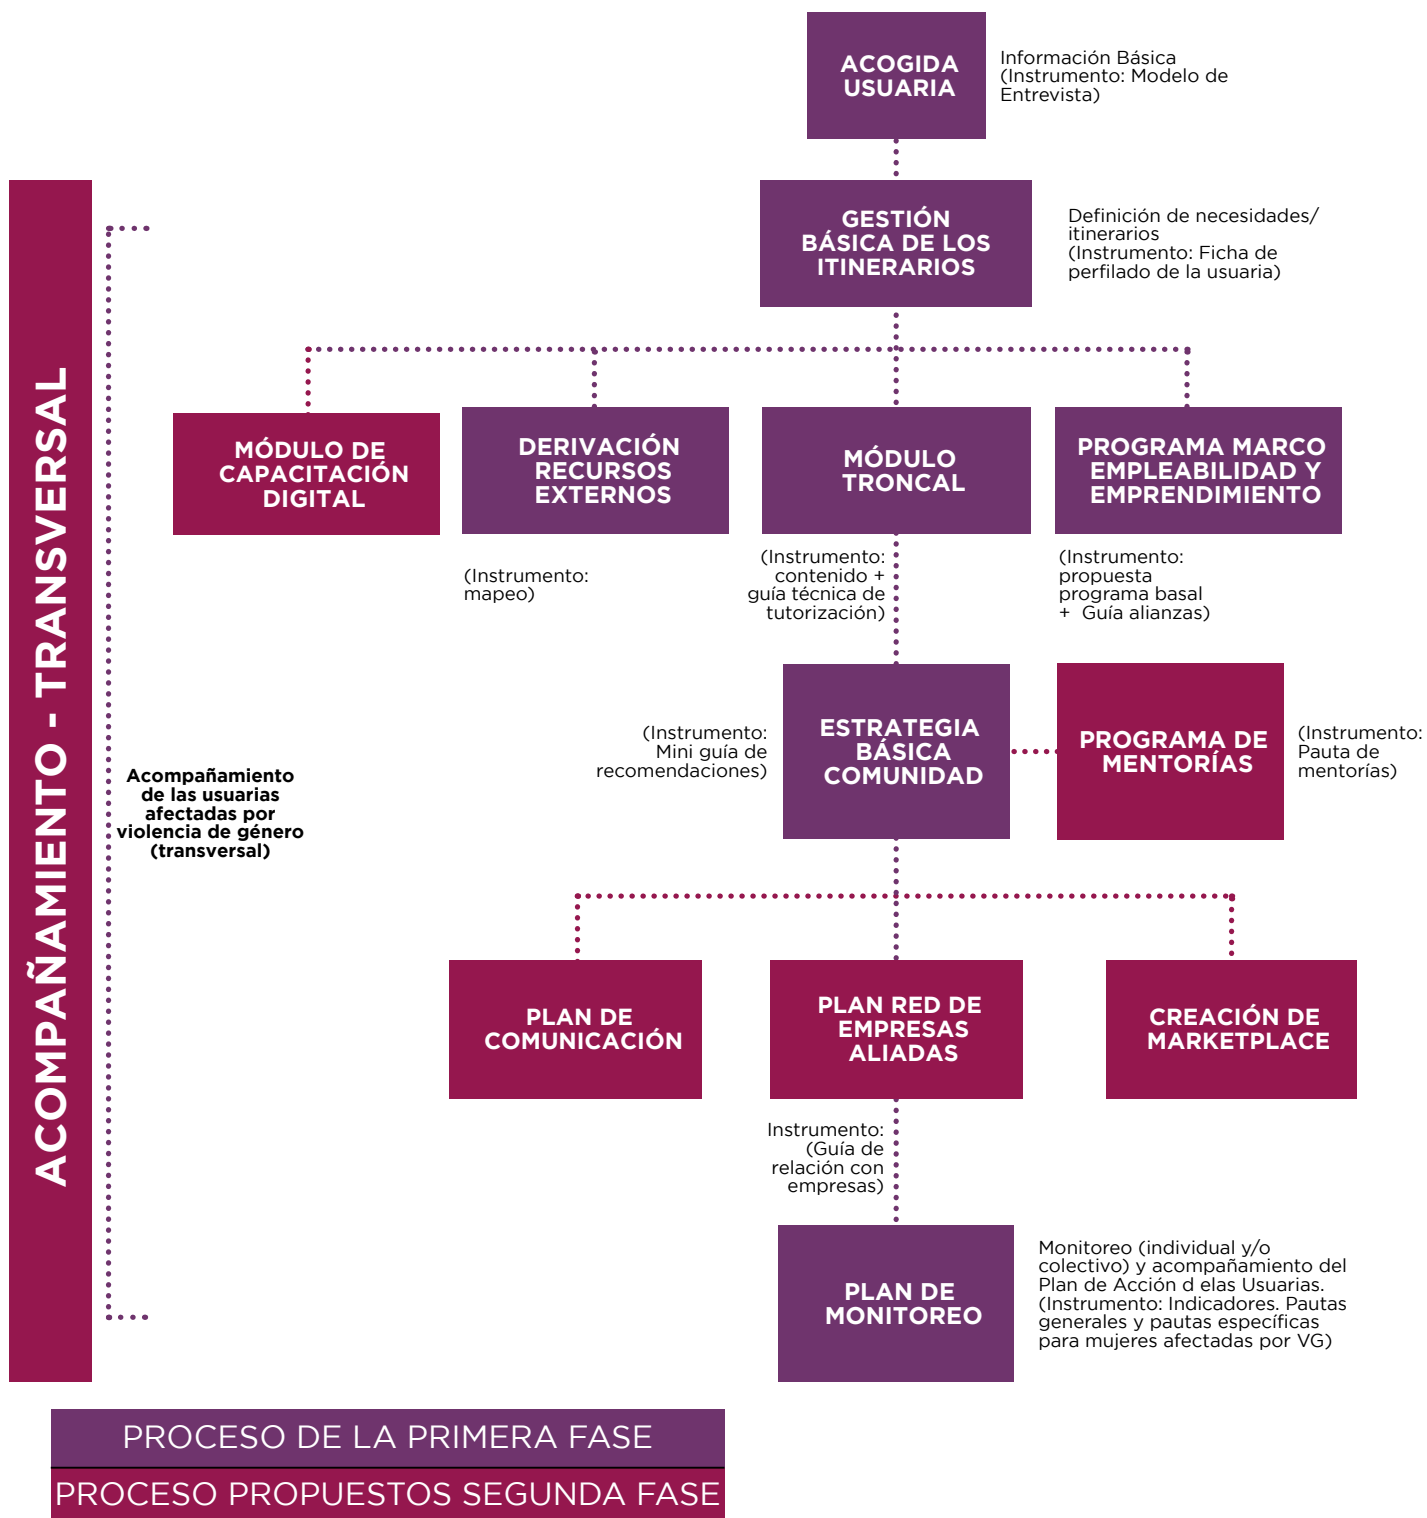 ACOGIDA
USUARIA
Información Básica
(Instrumento: Modelo de
Entrevista)
GESTIÓN
BÁSICA DE LOS
ITINERARIOS
Definición de necesidades/
itinerarios
(Instrumento: Ficha de
perfilado de la usuaria)
ACOMPAÑAMIENTO - TRANSVERSAL
MÓDULO DE
CAPACITACIÓN
DIGITAL
DERIVACIÓN
RECURSOS
EXTERNOS
MÓDULO
TRONCAL
PROGRAMA MARCO
EMPLEABILIDAD Y
EMPRENDIMIENTO
(Instrumento:
mapeo)
(Instrumento:
contenido +
guía técnica de
tutorización)
(Instrumento:
propuesta
programa basal
+ Guía alianzas)
Acompañamiento
de las usuarias
afectadas por
violencia de género
(transversal)
(Instrumento:
Mini guía de
recomendaciones)
ESTRATEGIA
BÁSICA
COMUNIDAD
PROGRAMA DE
MENTORÍAS
(Instrumento:
Pauta de
mentorías)
PLAN DE
COMUNICACIÓN
PLAN RED DE
EMPRESAS
ALIADAS
CREACIÓN DE
MARKETPLACE
Instrumento:
(Guía de
relación con
empresas)
PLAN DE
MONITOREO
Monitoreo (individual y/o
colectivo) y acompañamiento del
Plan de Acción d elas Usuarias.
(Instrumento: Indicadores. Pautas
generales y pautas específicas
para mujeres afectadas por VG)
PROCESO DE LA PRIMERA FASE
PROCESO PROPUESTOS SEGUNDA FASE